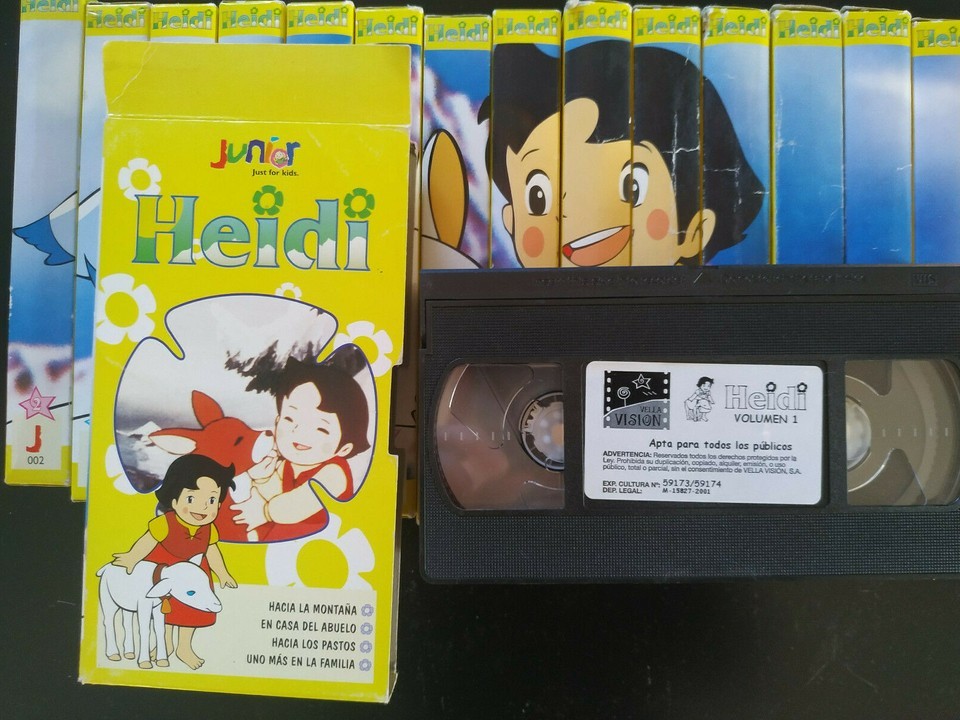 Heidi
Heidi
Heidi
Heidi
Heidi
Heidi
Heidi
Heidi
Heidi
Heidi
Heidi
Heidi
Heidi
J
002
junior
Just for kids.
Heidi
HACIA LA MONTAÑA
EN CASA DEL ABUELO
HACIA LOS PASTOS
UNO MÁS EN LA FAMILIA
VHS
VELLA
VISIÓN
Heidi
VOLUMEN 1
Apta para todos los públicos
ADVERTENCIA: Reservados todos los derechos protegidos por la
Ley. Prohibida su duplicación, copiado, alquiler, emisión, o uso
público, total o parcial, sin el consentimiento de VELLA VISIÓN, S.A.
EXP. CULTURA Nº: 59173/59174
DEP. LEGAL: M-15827-2001